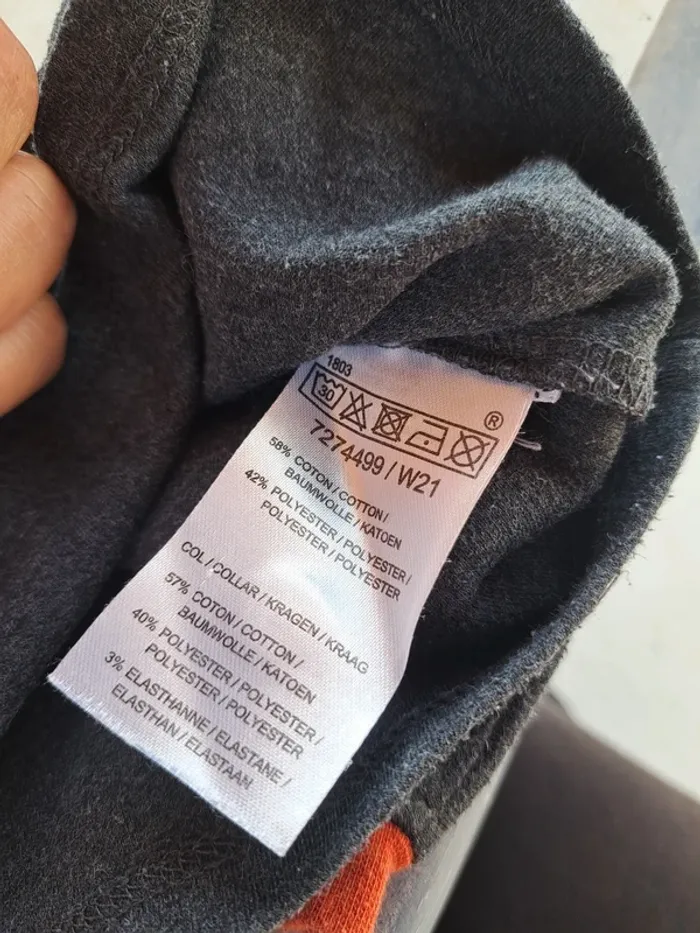 1803
30
®
7274499 / W21
58% COTON / COTTON /
BAUMWOLLE / KATOEN
42% POLYESTER / POLYESTER /
POLYESTER / POLYESTER
COL / COLLAR / KRAGEN / KRAAG
57% COTON / COTTON /
BAUMWOLLE / KATOEN
40% POLYESTER / POLYESTER /
POLYESTER / POLYESTER
3% ELASTHANNE / ELASTANE /
ELASTHAN / ELASTAAN